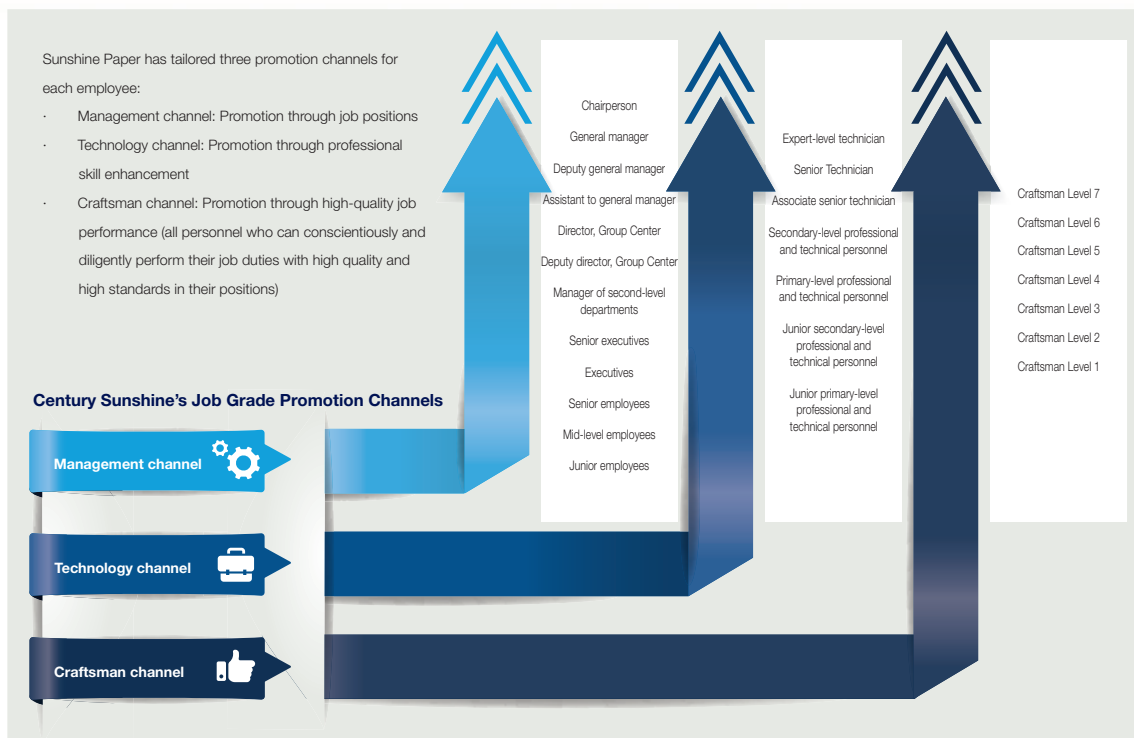 Sunshine Paper has tailored three promotion channels for
each employee:
· Management channel: Promotion through job positions
· Technology channel: Promotion through professional
skill enhancement
· Craftsman channel: Promotion through high-quality job
performance (all personnel who can conscientiously and
diligently perform their job duties with high quality and
high standards in their positions)
Century Sunshine's Job Grade Promotion Channels
Management channel
Technology channel
Craftsman channel
Chairperson
General manager
Deputy general manager
Assistant to general manager
Director, Group Center
Deputy director, Group Center
Manager of second-level
departments
Senior executives
Executives
Senior employees
Mid-level employees
Junior employees
Expert-level technician
Senior Technician
Associate senior technician
Secondary-level professional
and technical personnel
Primary-level professional
and technical personnel
Junior secondary-level
professional and
technical personnel
Junior primary-level
professional and
technical personnel
Craftsman Level 7
Craftsman Level 6
Craftsman Level 5
Craftsman Level 4
Craftsman Level 3
Craftsman Level 2
Craftsman Level 1